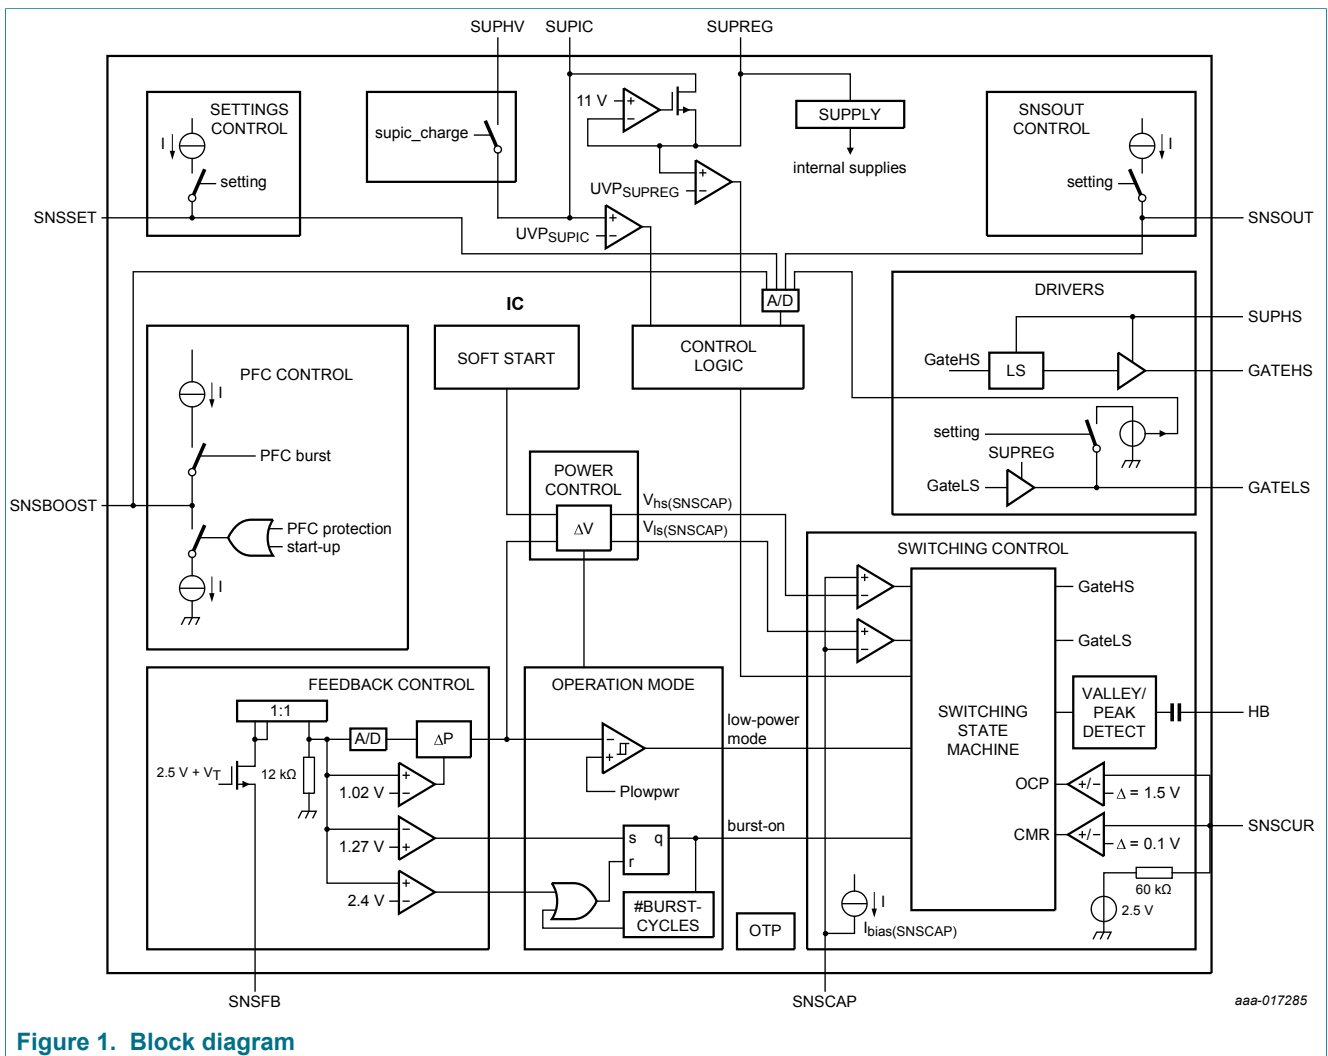 SUPHV
SUPIC
SUPREG
SETTINGS
CONTROL
I
setting
supic_charge
11 V
+
−
SUPPLY
internal supplies
SNSOUT
CONTROL
I
setting
SNSSET
SNSOUT
UVPSUPREG
+
−
UVPSUPIC
+
−
A/D
IC
SOFT START
CONTROL
LOGIC
DRIVERS
SUPHS
GateHS
LS
GATEHS
setting
SUPREG
GateLS
GATELS
PFC CONTROL
I
PFC burst
SNSBOOST
PFC protection
start-up
I
POWER
CONTROL
ΔV
Vhs(SNSCAP)
Vls(SNSCAP)
SWITCHING CONTROL
+
−
GateHS
+
−
GateLS
SWITCHING
STATE
MACHINE
VALLEY/
PEAK
DETECT
HB
OCP
+/−
Δ = 1.5 V
CMR
+/−
Δ = 0.1 V
SNSCUR
60 kΩ
2.5 V
I
Ibias(SNSCAP)
FEEDBACK CONTROL
1:1
A/D
ΔP
2.5 V + VT
12 kΩ
1.02 V
+
−
1.27 V
−
+
2.4 V
+
−
OPERATION MODE
−
+
Plowpwr
low-power
mode
s
q
r
burst-on
#BURST-
CYCLES
OTP
SNSFB
SNSCAP
aaa-017285
Figure 1. Block diagram